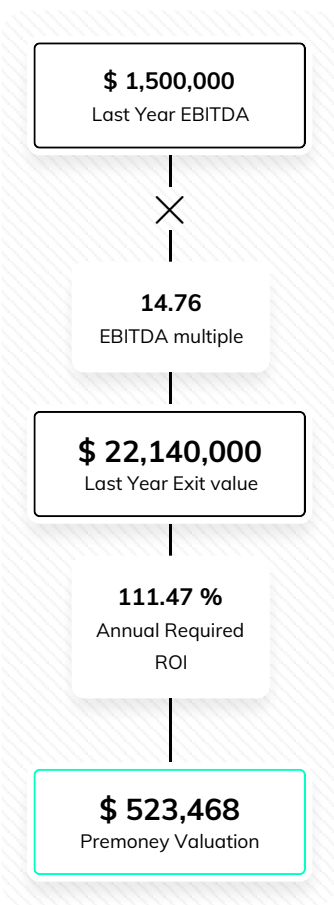 $ 1,500,000
Last Year EBITDA
14.76
EBITDA multiple
$ 22,140,000
Last Year Exit value
111.47 %
Annual Required
ROI
$ 523,468
Premoney Valuation